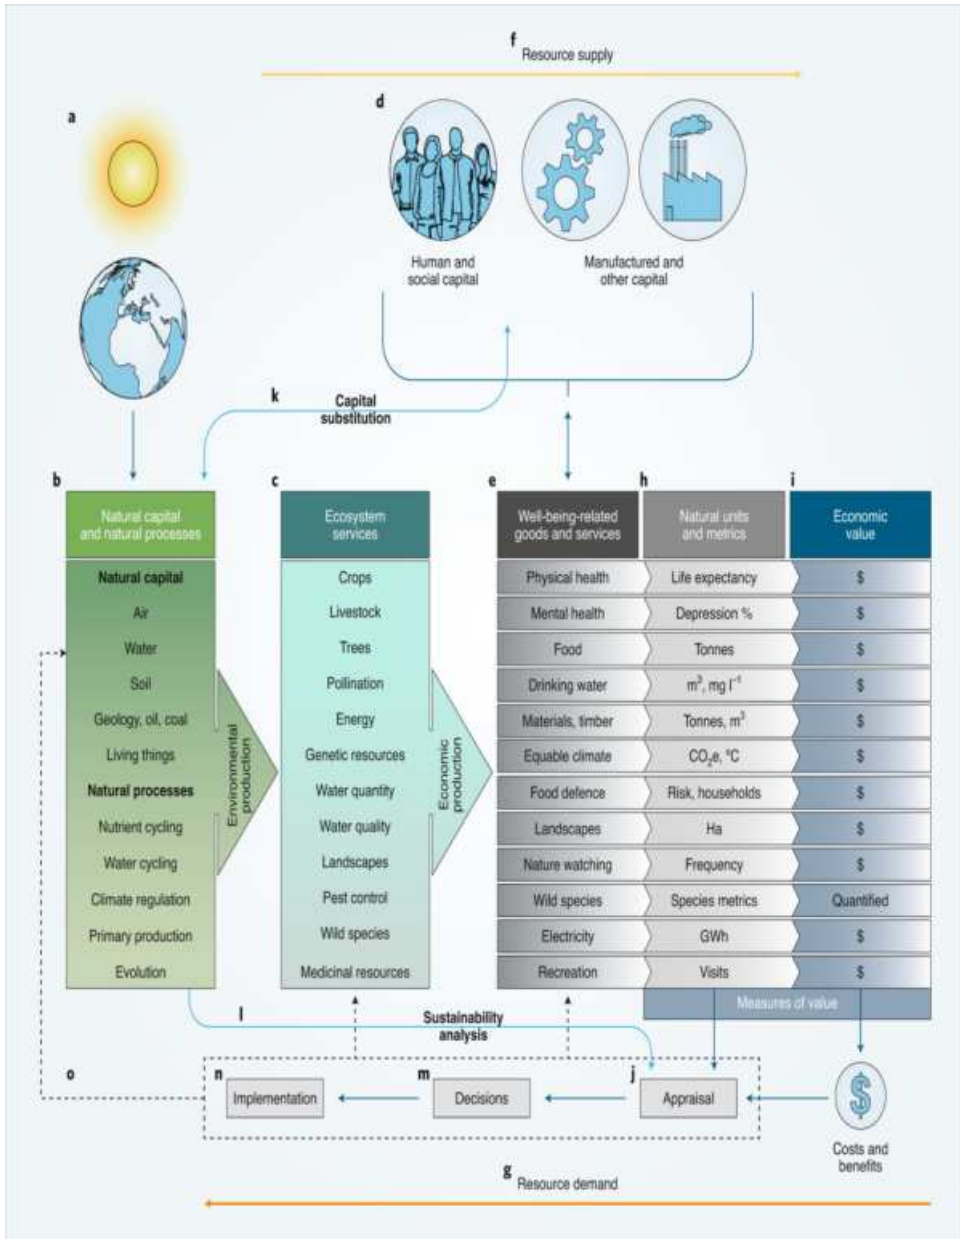 f
Resource supply
a
d
Human and
social capital
Manufactured and
other capital
k
Capital
substitution
b
Natural capital
and natural processes
Natural capital
Air
Water
Soil
Geology, oil, coal
Living things
Natural processes
Nutrient cycling
Water cycling
Climate regulation
Primary production
Evolution
Environmental
production
c
Ecosystem
services
Crops
Livestock
Trees
Pollination
Energy
Genetic resources
Water quantity
Water quality
Landscapes
Pest control
Wild species
Medicinal resources
Economic
production
e
Well-being-related
goods and services
h
Natural units
and metrics
i
Economic
value
Physical health Life expectancy $
Mental health Depression % $
Food Tonnes $
Drinking water m³, mg l⁻¹ $
Materials, timber Tonnes, m³ $
Equable climate CO₂e, ºC $
Food defence Risk, households $
Landscapes Ha $
Nature watching Frequency $
Wild species Species metrics Quantified
Electricity GWh $
Recreation Visits $
Measures of value
l
Sustainability
analysis
o
n
Implementation
m
Decisions
j
Appraisal
$
Costs and
benefits
g
Resource demand